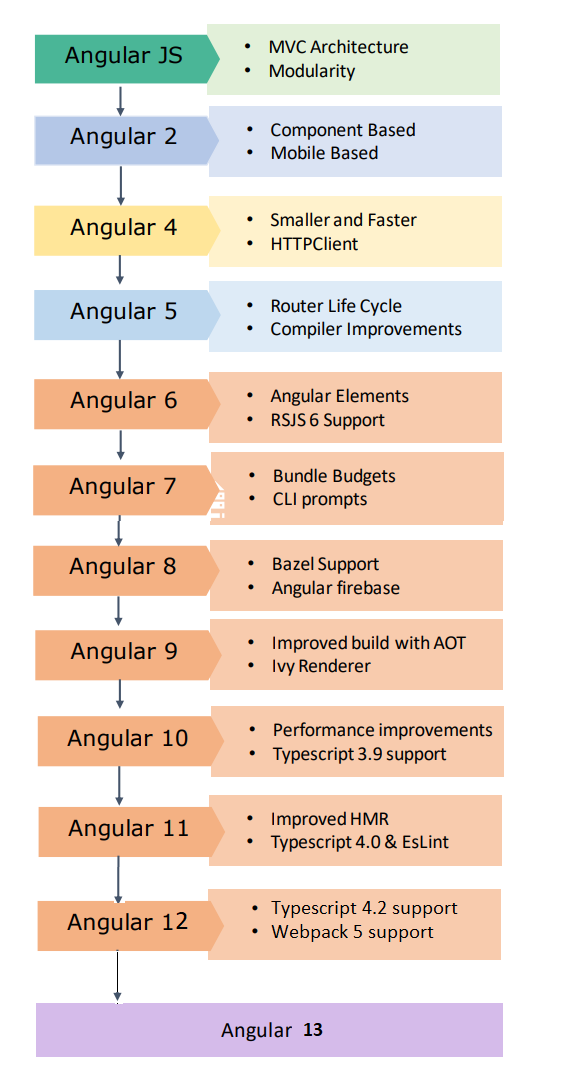 Angular JS
• MVC Architecture
• Modularity
Angular 2
• Component Based
• Mobile Based
Angular 4
• Smaller and Faster
• HTTPClient
Angular 5
• Router Life Cycle
• Compiler Improvements
Angular 6
• Angular Elements
• RSJS 6 Support
Angular 7
• Bundle Budgets
• CLI prompts
Angular 8
• Bazel Support
• Angular firebase
Angular 9
• Improved build with AOT
• Ivy Renderer
Angular 10
• Performance improvements
• Typescript 3.9 support
Angular 11
• Improved HMR
• Typescript 4.0 & EsLint
Angular 12
• Typescript 4.2 support
• Webpack 5 support
Angular 13